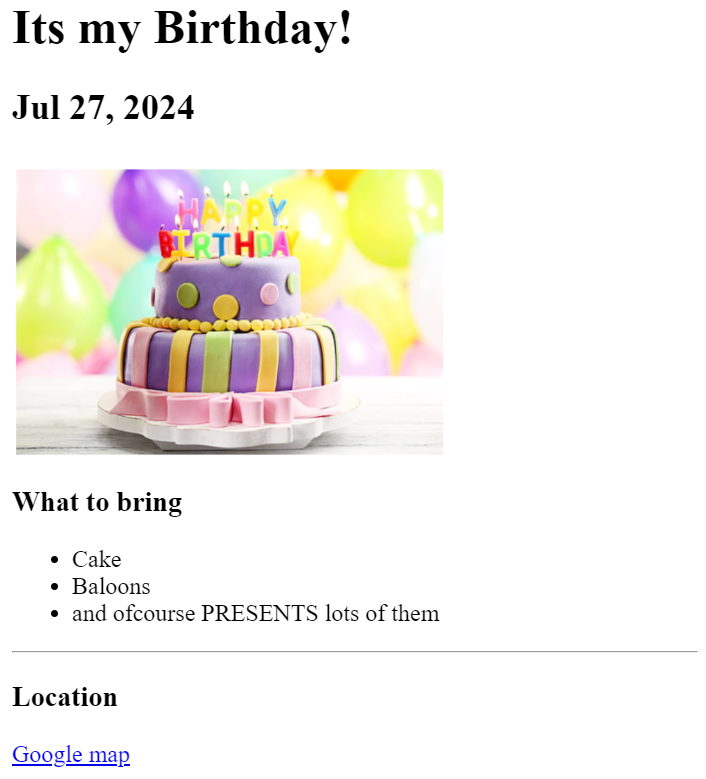 Its my Birthday!
Jul 27, 2024
HAPPY
BIRTHDAY
What to bring
Cake
Baloons
and ofcourse PRESENTS lots of them
Location
Google map